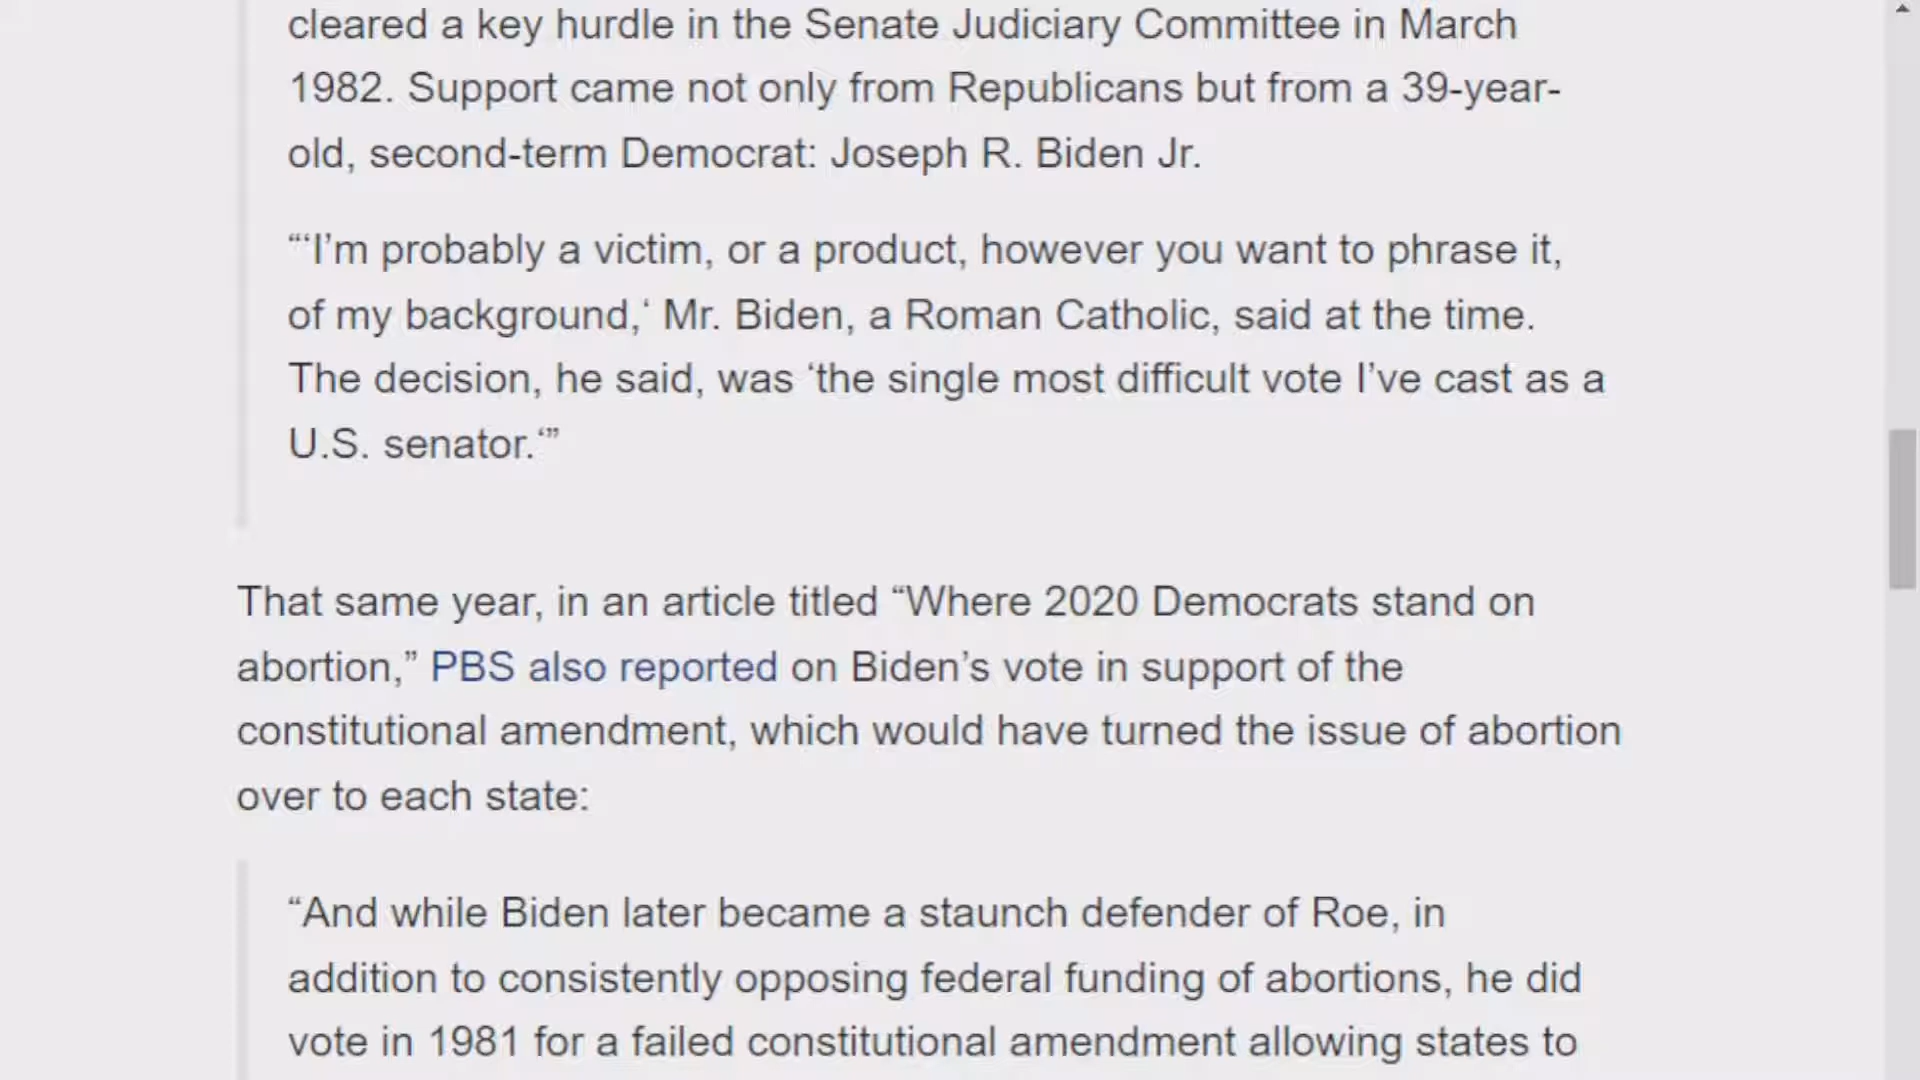 cleared a key hurdle in the Senate Judiciary Committee in March
1982. Support came not only from Republicans but from a 39-year-
old, second-term Democrat: Joseph R. Biden Jr.
“‘I’m probably a victim, or a product, however you want to phrase it,
of my background,‘ Mr. Biden, a Roman Catholic, said at the time.
The decision, he said, was ‘the single most difficult vote I’ve cast as a
U.S. senator.‘”
That same year, in an article titled “Where 2020 Democrats stand on
abortion,” PBS also reported on Biden’s vote in support of the
constitutional amendment, which would have turned the issue of abortion
over to each state:
“And while Biden later became a staunch defender of Roe, in
addition to consistently opposing federal funding of abortions, he did
vote in 1981 for a failed constitutional amendment allowing states to